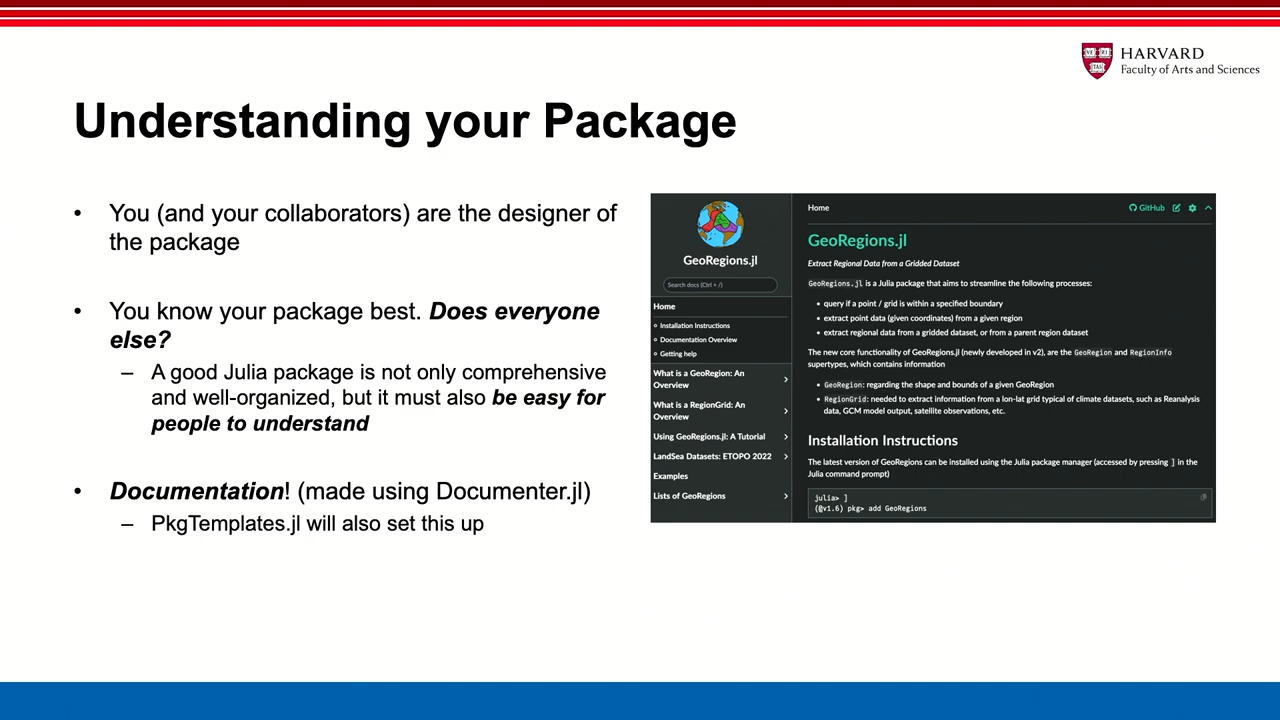 HARVARD
Faculty of Arts and Sciences
Understanding your Package
• You (and your collaborators) are the designer of
the package
• You know your package best. Does everyone
else?
– A good Julia package is not only comprehensive
and well-organized, but it must also be easy for
people to understand
• Documentation! (made using Documenter.jl)
– PkgTemplates.jl will also set this up
GeoRegions.jl
Search docs (Ctrl + /)
Home
Installation Instructions
Documentation Overview
Getting help
What is a GeoRegion: An
Overview
What is a RegionGrid: An
Overview
Using GeoRegions.jl: A Tutorial
LandSea Datasets: ETOPO 2022
Examples
Lists of GeoRegions
Home
GitHub
GeoRegions.jl
Extract Regional Data from a Gridded Dataset
GeoRegions.jl is a Julia package that aims to streamline the following processes:
• query if a point / grid is within a specified boundary
• extract point data (given coordinates) from a given region
• extract regional data from a gridded dataset, or from a parent region dataset
The new core functionality of GeoRegions.jl (newly developed in v2), are the GeoRegion and RegionInfo
supertypes, which contains information
• GeoRegion: regarding the shape and bounds of a given GeoRegion
• RegionGrid: needed to extract information from a lon-lat grid typical of climate datasets, such as Reanalysis
data, GCM model output, satellite observations, etc.
Installation Instructions
The latest version of GeoRegions can be installed using the Julia package manager (accessed by pressing ] in the
Julia command prompt)
julia> ]
(@v1.6) pkg> add GeoRegions